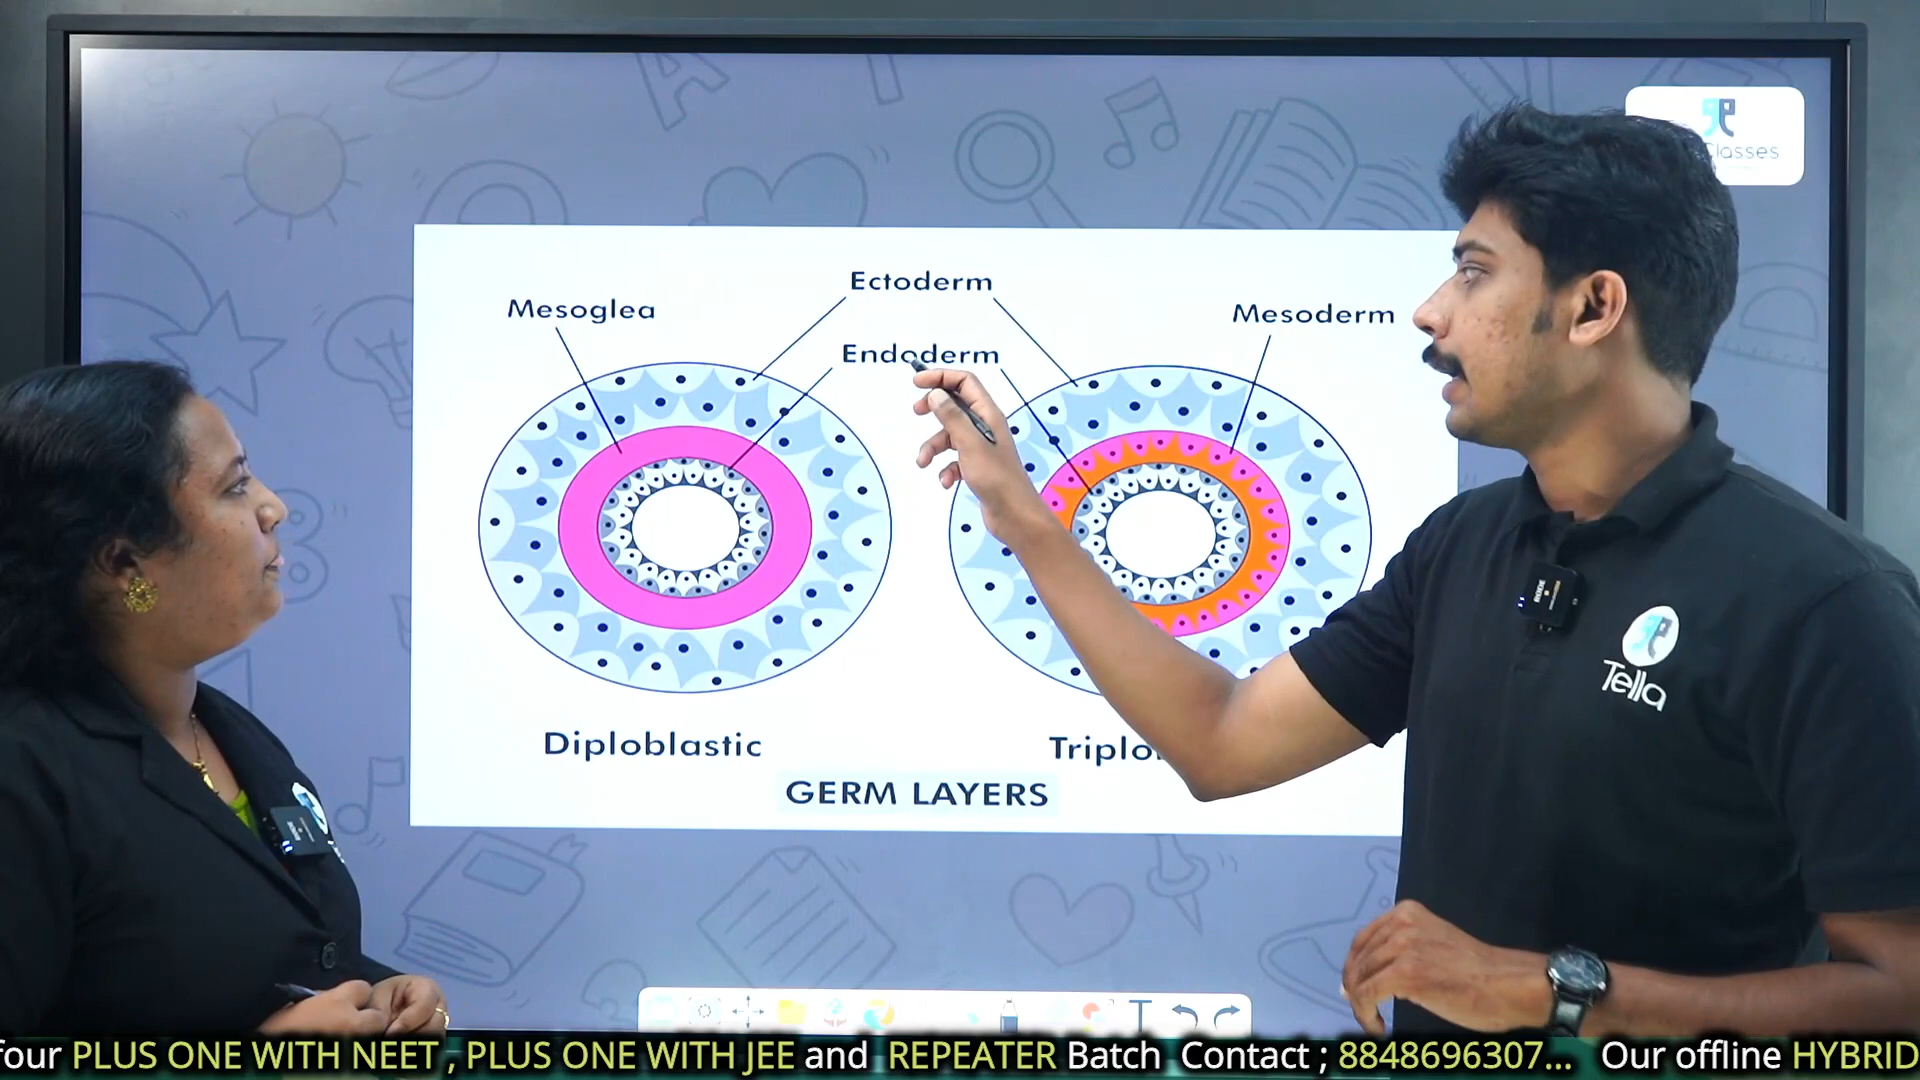 Classes
Ectoderm
Mesoglea
Mesoderm
Endoderm
Diploblastic
GERM LAYERS
Tella
RODE
T
four PLUS ONE WITH NEET , PLUS ONE WITH JEE and REPEATER Batch Contact ; 8848696307... Our offline HYBRID